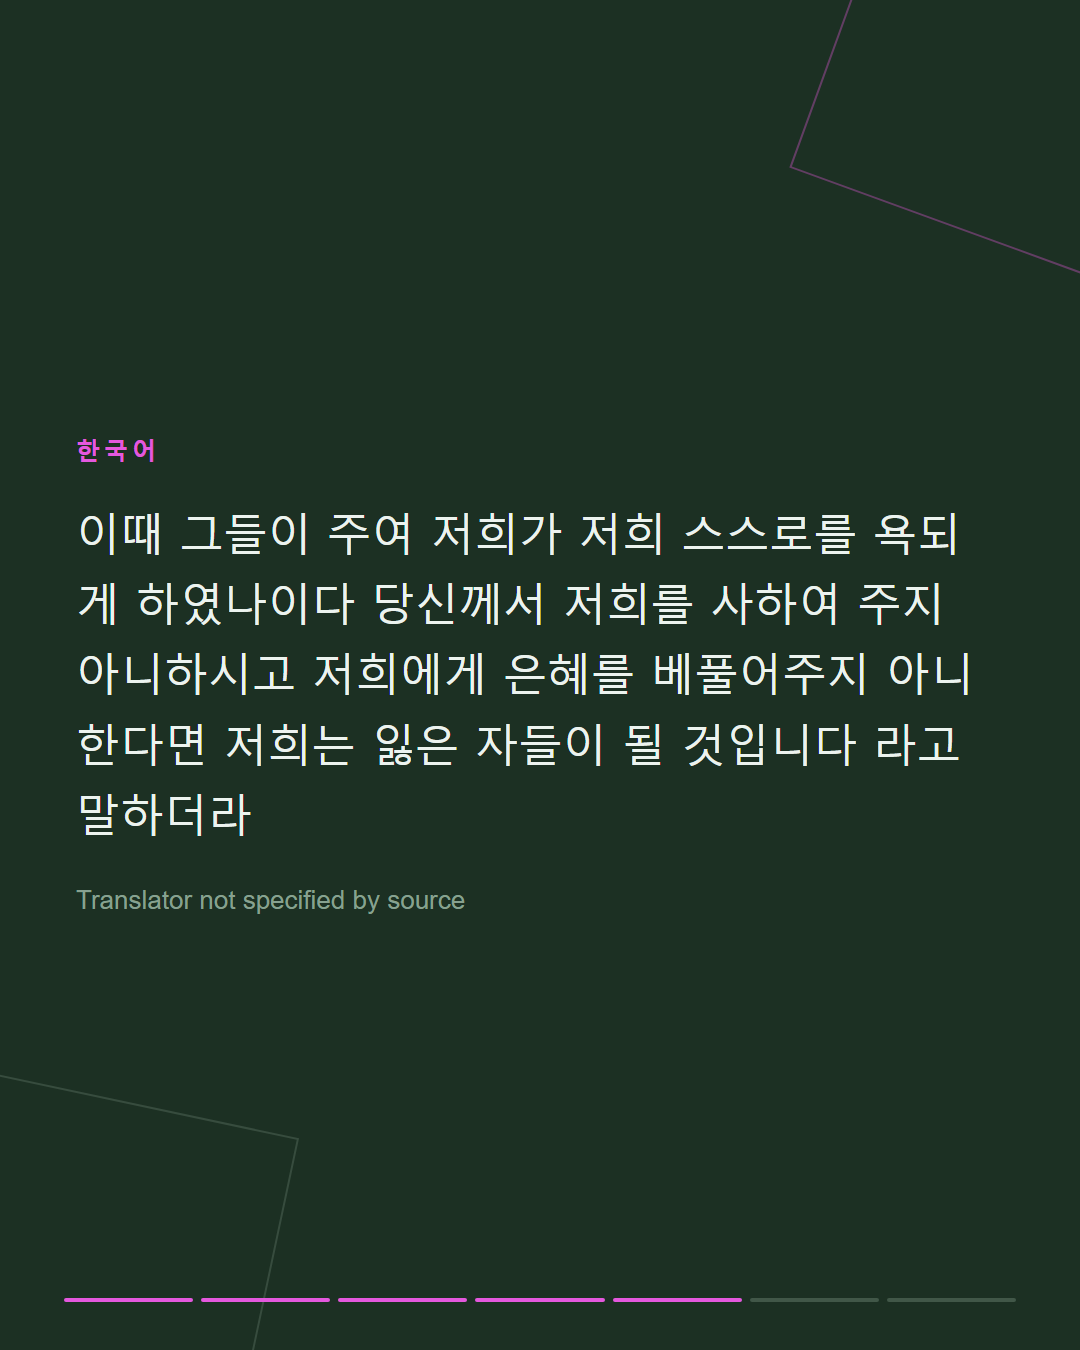 한국어
이때 그들이 주여 저희가 저희 스스로를 욕되
게 하였나이다 당신께서 저희를 사하여 주지
아니하시고 저희에게 은혜를 베풀어주지 아니
한다면 저희는 잃은 자들이 될 것입니다 라고
말하더라
Translator not specified by source